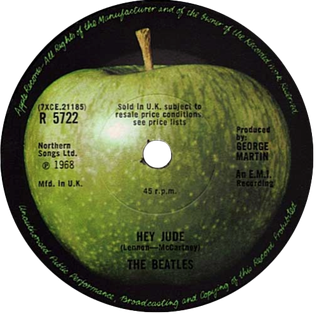 Apple Records. All Rights of the Manufacturer and of the Owner of the Recorded Work Reserved
(7XCE.21185)
R 5722
Sold in U.K. subject to
resale price conditions
see price lists
Northern
Songs Ltd.
℗ 1968
Mfd. in U.K.
Produced
by:
GEORGE
MARTIN
An E.M.I.
Recording
45 r.p.m.
HEY JUDE
(Lennon—McCartney)
THE BEATLES
Unauthorised Public Performance, Broadcasting and Copying of this Record Prohibited